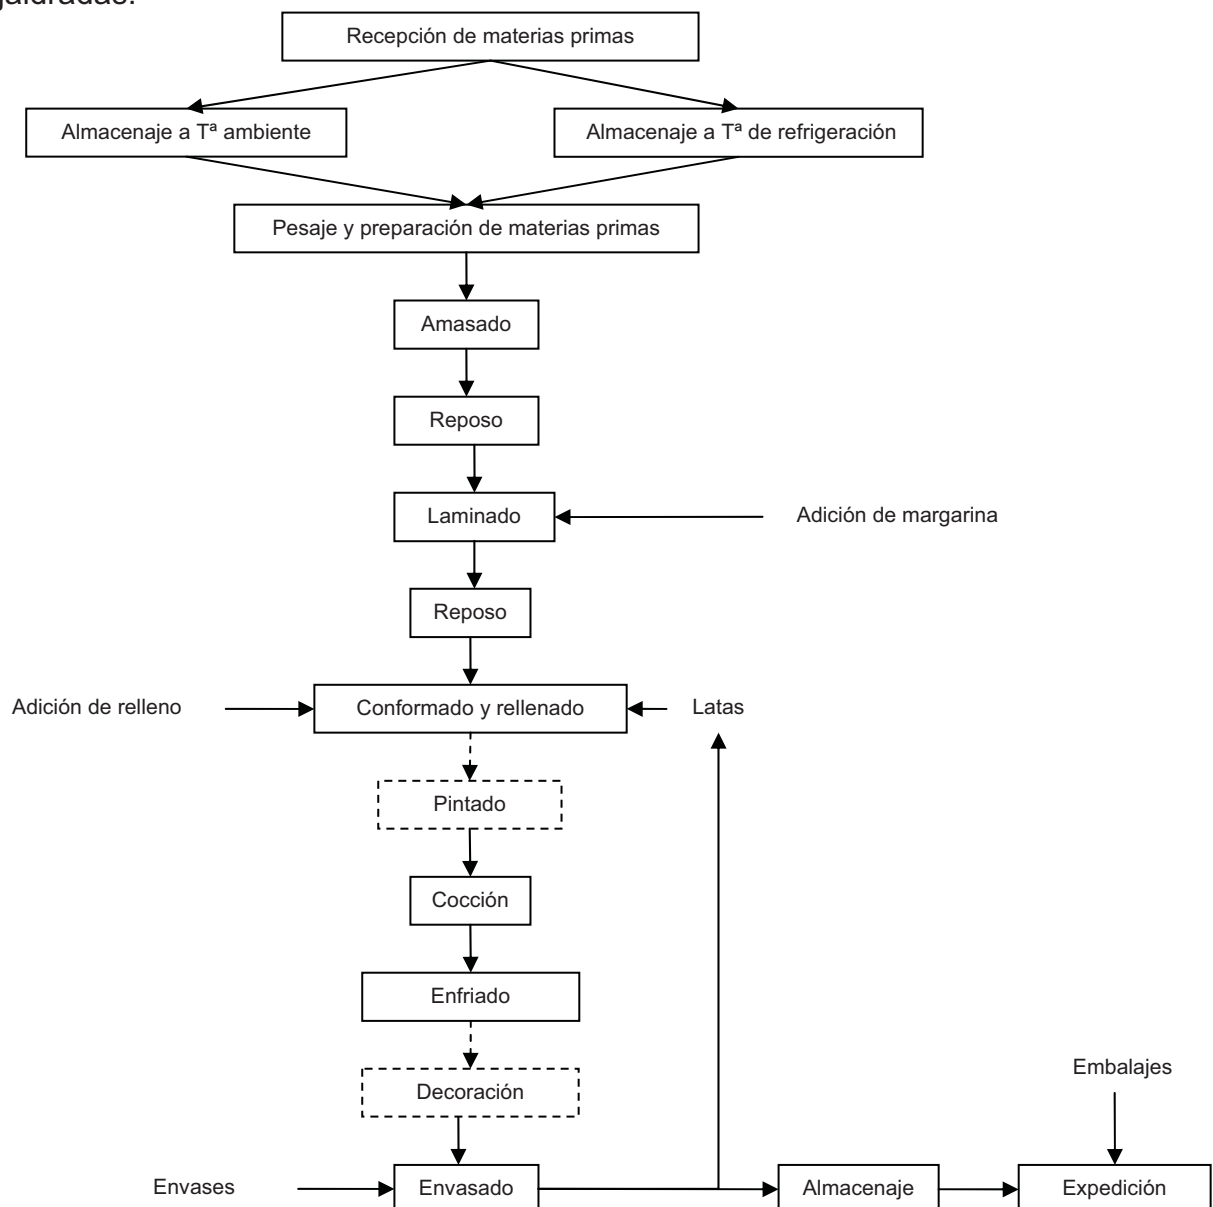 Recepción de materias primas
Almacenaje a Tª ambiente
Almacenaje a Tª de refrigeración
Pesaje y preparación de materias primas
Amasado
Reposo
Laminado
Adición de margarina
Reposo
Adición de relleno
Conformado y rellenado
Latas
Pintado
Cocción
Enfriado
Decoración
Embalajes
Envases
Envasado
Almacenaje
Expedición